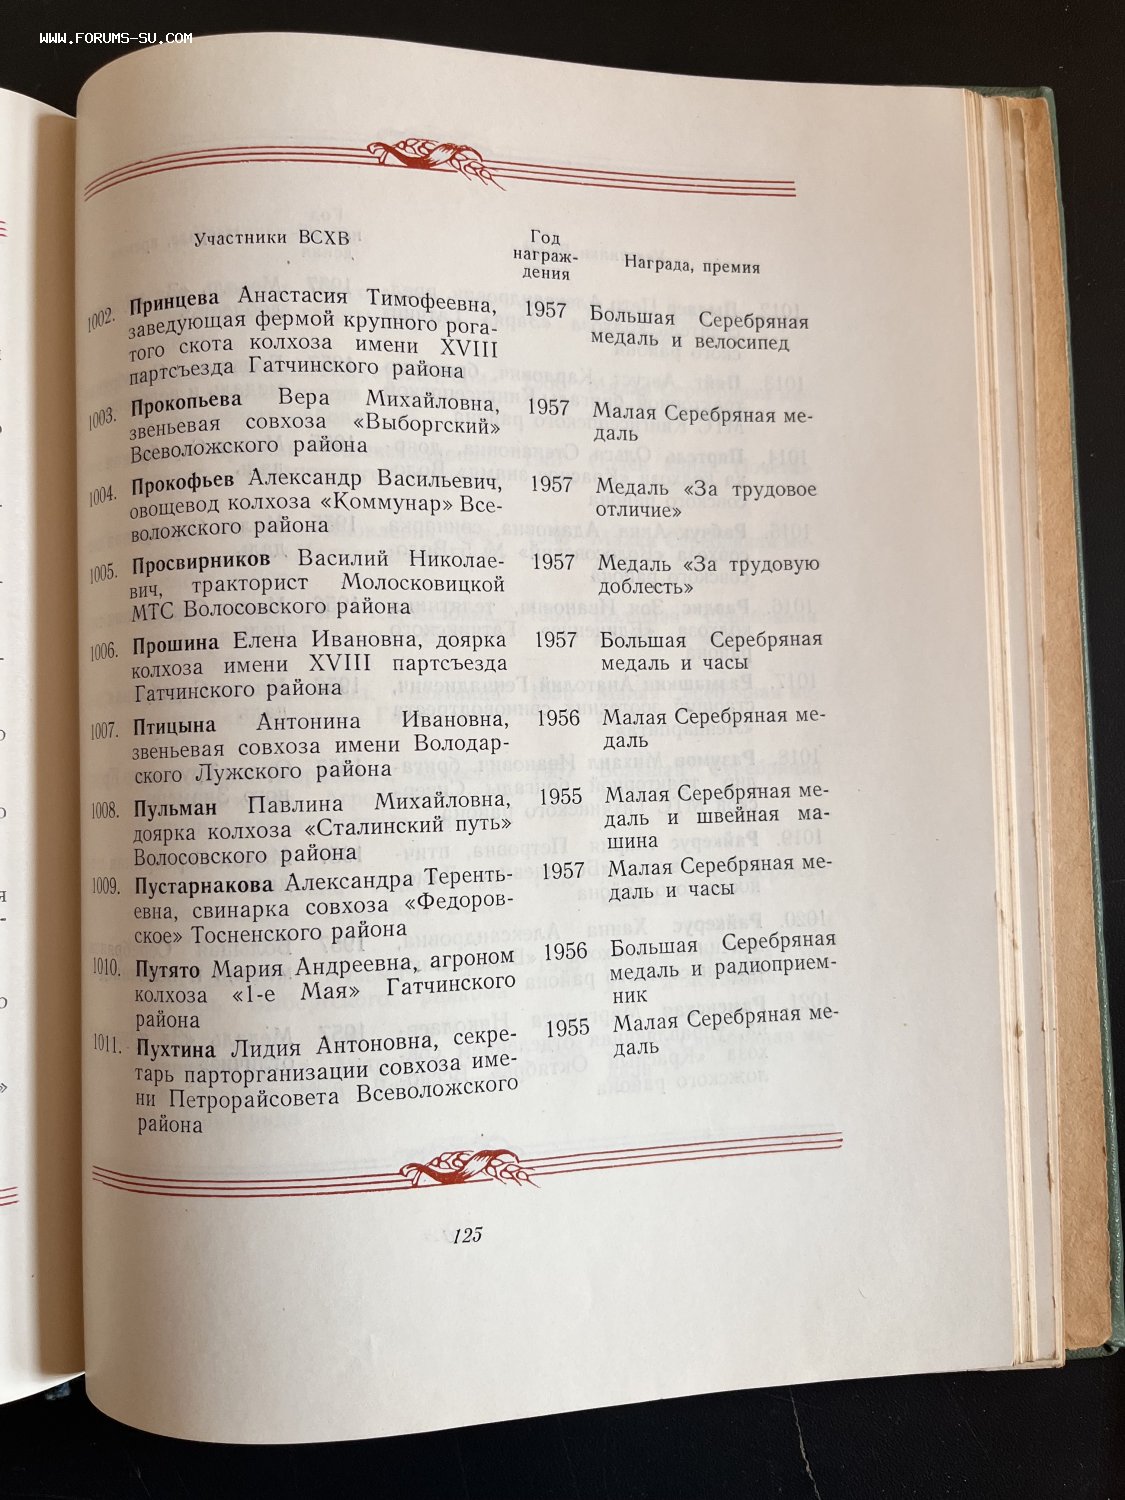 WWW.FORUMS-SU.COM
Участники ВСХВ
Год
награж-
дения
Награда, премия
1002. Принцева Анастасия Тимофеевна,
заведующая фермой крупного рога-
того скота колхоза имени XVIII
партсъезда Гатчинского района
1957
Большая Серебряная
медаль и велосипед
1003. Прокопьева Вера Михайловна,
звеньевая совхоза «Выборгский»
Всеволожского района
1957
Малая Серебряная ме-
даль
1004. Прокофьев Александр Васильевич,
овощевод колхоза «Коммунар» Все-
воложского района
1957
Медаль «За трудовое
отличие»
1005. Просвирников Василий Николае-
вич, тракторист Молосковицкой
МТС Волосовского района
1957
Медаль «За трудовую
доблесть»
1006. Прошина Елена Ивановна, доярка
колхоза имени XVIII партсъезда
Гатчинского района
1957
Большая Серебряная
медаль и часы
1007. Птицына Антонина Ивановна,
звеньевая совхоза имени Володар-
ского Лужского района
1956
Малая Серебряная ме-
даль
1008. Пульман Павлина Михайловна,
доярка колхоза «Сталинский путь»
Волосовского района
1955
Малая Серебряная ме-
даль и швейная ма-
шина
1009. Пустарнакова Александра Теренть-
евна, свинарка совхоза «Федоров-
ское» Тосненского района
1957
Малая Серебряная ме-
даль и часы
1010. Путято Мария Андреевна, агроном
колхоза «1-е Мая» Гатчинского
района
1956
Большая Серебряная
медаль и радиоприем-
ник
1011. Пухтина Лидия Антоновна, секре-
тарь парторганизации совхоза име-
ни Петрорайсовета Всеволожского
района
1955
Малая Серебряная ме-
даль
125